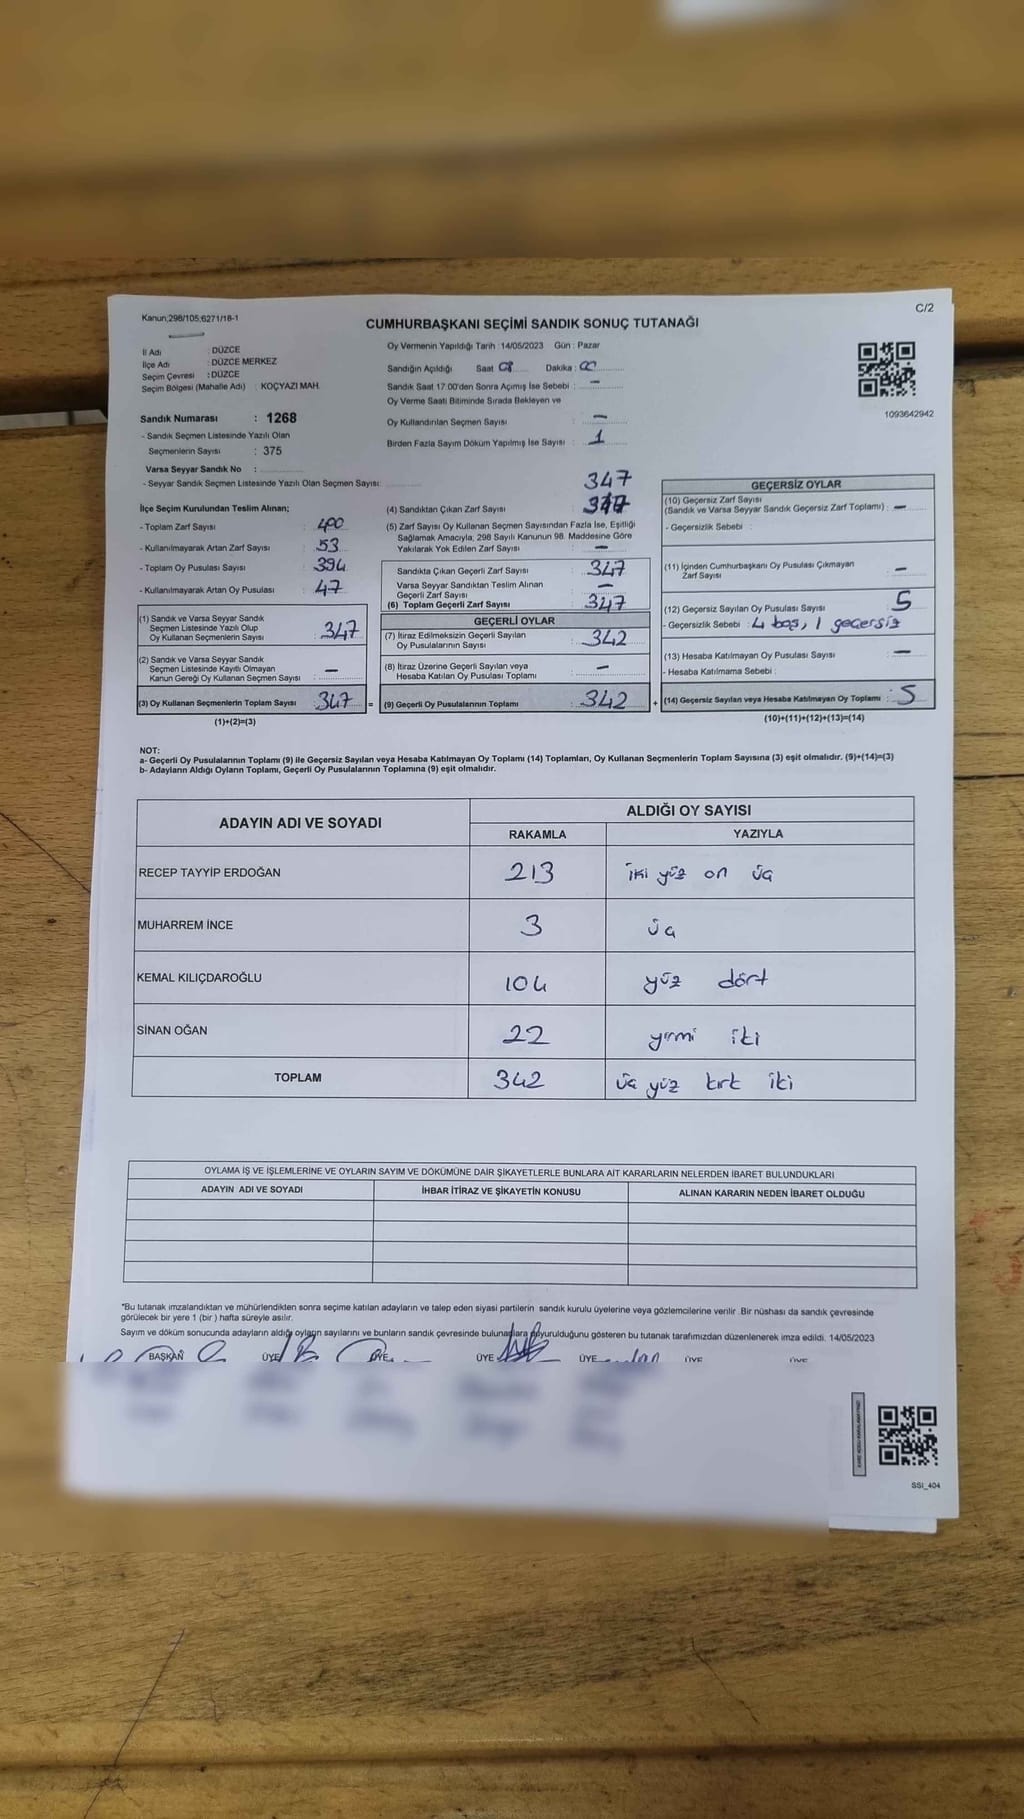 Kanun;298/105;6271/18-1
C/2
CUMHURBAŞKANI SEÇİMİ SANDIK SONUÇ TUTANAĞI
İl Adı : DÜZCE
İlçe Adı : DÜZCE MERKEZ
Seçim Çevresi : DÜZCE
Seçim Bölgesi (Mahalle Adı) : KOÇYAZI MAH.
Sandık Numarası : 1268
- Sandık Seçmen Listesinde Yazılı Olan
Seçmenlerin Sayısı : 375
Varsa Seyyar Sandık No :
- Seyyar Sandık Seçmen Listesinde Yazılı Olan Seçmen Sayısı:
Oy Vermenin Yapıldığı Tarih : 14/05/2023 Gün : Pazar
Sandığın Açıldığı Saat 08 Dakika : 00
Sandık Saat 17:00'den Sonra Açımış İse Sebebi : —
Oy Verme Saati Bitiminde Sırada Bekleyen ve
Oy Kullandırılan Seçmen Sayısı : —
Birden Fazla Sayım Döküm Yapılmış İse Sayısı : 1
1093642942
İlçe Seçim Kurulundan Teslim Alınan;
- Toplam Zarf Sayısı : 400
- Kullanılmayarak Artan Zarf Sayısı : 53
- Toplam Oy Pusulası Sayısı : 394
- Kullanılmayarak Artan Oy Pusulası : 47
(1) Sandık ve Varsa Seyyar Sandık
Seçmen Listesinde Yazılı Olup
Oy Kullanan Seçmenlerin Sayısı : 347
(2) Sandık ve Varsa Seyyar Sandık
Seçmen Listesinde Kayıtlı Olmayan
Kanun Gereği Oy Kullanan Seçmen Sayısı : —
(3) Oy Kullanan Seçmenlerin Toplam Sayısı : 347 =
(1)+(2)=(3)
347
(4) Sandıktan Çıkan Zarf Sayısı : 347
(5) Zarf Sayısı Oy Kullanan Seçmen Sayısından Fazla İse, Eşitliği
Sağlamak Amacıyla, 298 Sayılı Kanunun 98. Maddesine Göre
Yakılarak Yok Edilen Zarf Sayısı : —
Sandıkta Çıkan Geçerli Zarf Sayısı : 347
Varsa Seyyar Sandıktan Teslim Alınan
Geçerli Zarf Sayısı : —
(6) Toplam Geçerli Zarf Sayısı : 347
GEÇERLİ OYLAR
(7) İtiraz Edilmeksizin Geçerli Sayılan
Oy Pusulalarının Sayısı : 342
(8) İtiraz Üzerine Geçerli Sayılan veya
Hesaba Katılan Oy Pusulası Toplamı : —
(9) Geçerli Oy Pusulalarının Toplamı : 342 +
GEÇERSİZ OYLAR
(10) Geçersiz Zarf Sayısı
(Sandık ve Varsa Seyyar Sandık Geçersiz Zarf Toplamı) : —
- Geçersizlik Sebebi :
(11) İçinden Cumhurbaşkanı Oy Pusulası Çıkmayan
Zarf Sayısı : —
(12) Geçersiz Sayılan Oy Pusulası Sayısı : 5
- Geçersizlik Sebebi : 4 boş, 1 geçersiz
(13) Hesaba Katılmayan Oy Pusulası Sayısı : —
- Hesaba Katılmama Sebebi :
(14) Geçersiz Sayılan veya Hesaba Katılmayan Oy Toplamı : 5
(10)+(11)+(12)+(13)=(14)
NOT:
a- Geçerli Oy Pusulalarının Toplamı (9) ile Geçersiz Sayılan veya Hesaba Katılmayan Oy Toplamı (14) Toplamları, Oy Kullanan Seçmenlerin Toplam Sayısına (3) eşit olmalıdır. (9)+(14)=(3)
b- Adayların Aldığı Oyların Toplamı, Geçerli Oy Pusulalarının Toplamına (9) eşit olmalıdır.
ADAYIN ADI VE SOYADI ALDIĞI OY SAYISI
RAKAMLA YAZIYLA
RECEP TAYYİP ERDOĞAN 213 iki yüz on üç
MUHARREM İNCE 3 üç
KEMAL KILIÇDAROĞLU 104 yüz dört
SİNAN OĞAN 22 yirmi iki
TOPLAM 342 üç yüz kırk iki
OYLAMA İŞ VE İŞLEMLERİNE VE OYLARIN SAYIM VE DÖKÜMÜNE DAİR ŞİKAYETLERLE BUNLARA AİT KARARLARIN NELERDEN İBARET BULUNDUKLARI
ADAYIN ADI VE SOYADI İHBAR İTİRAZ VE ŞİKAYETİN KONUSU ALINAN KARARIN NEDEN İBARET OLDUĞU
*Bu tutanak imzalandıktan ve mühürlendikten sonra seçime katılan adayların ve talep eden siyasi partilerin sandık kurulu üyelerine veya gözlemcilerine verilir. Bir nüshası da sandık çevresinde
görülecek bir yere 1 (bir ) hafta süreyle asılır.
Sayım ve döküm sonucunda adayların aldığı oyların sayılarını ve bunların sandık çevresinde bulunanlara duyurulduğunu gösteren bu tutanak tarafımızdan düzenlenerek imza edildi. 14/05/2023
BAŞKAN ÜYE ÜYE ÜYE ÜYE ÜYE ÜYE
SSI_404